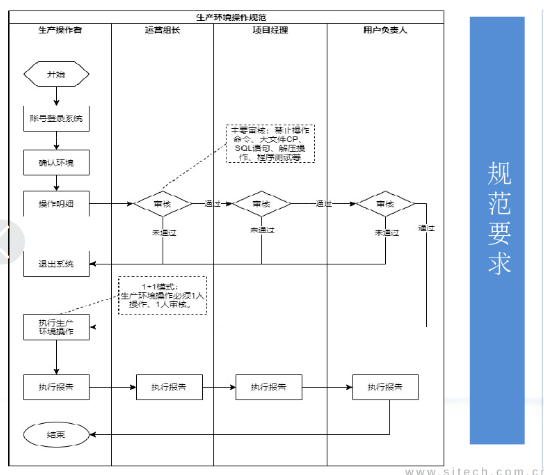 生产环境操作规范
生产操作者
运营组长
项目经理
用户负责人
开始
账号登录系统
确认环境
主要审核：禁止操作
命令、大文件CP、
SQL语句、解压操
作、程序测试等
操作明细
审核
通过
审核
通过
审核
通过
未通过
未通过
未通过
退出系统
1+1模式：
生产环境操作必须1人
操作、1人审核。
执行生产
环境操作
执行报告
执行报告
执行报告
执行报告
结束
规范要求
www.sitech.com.c